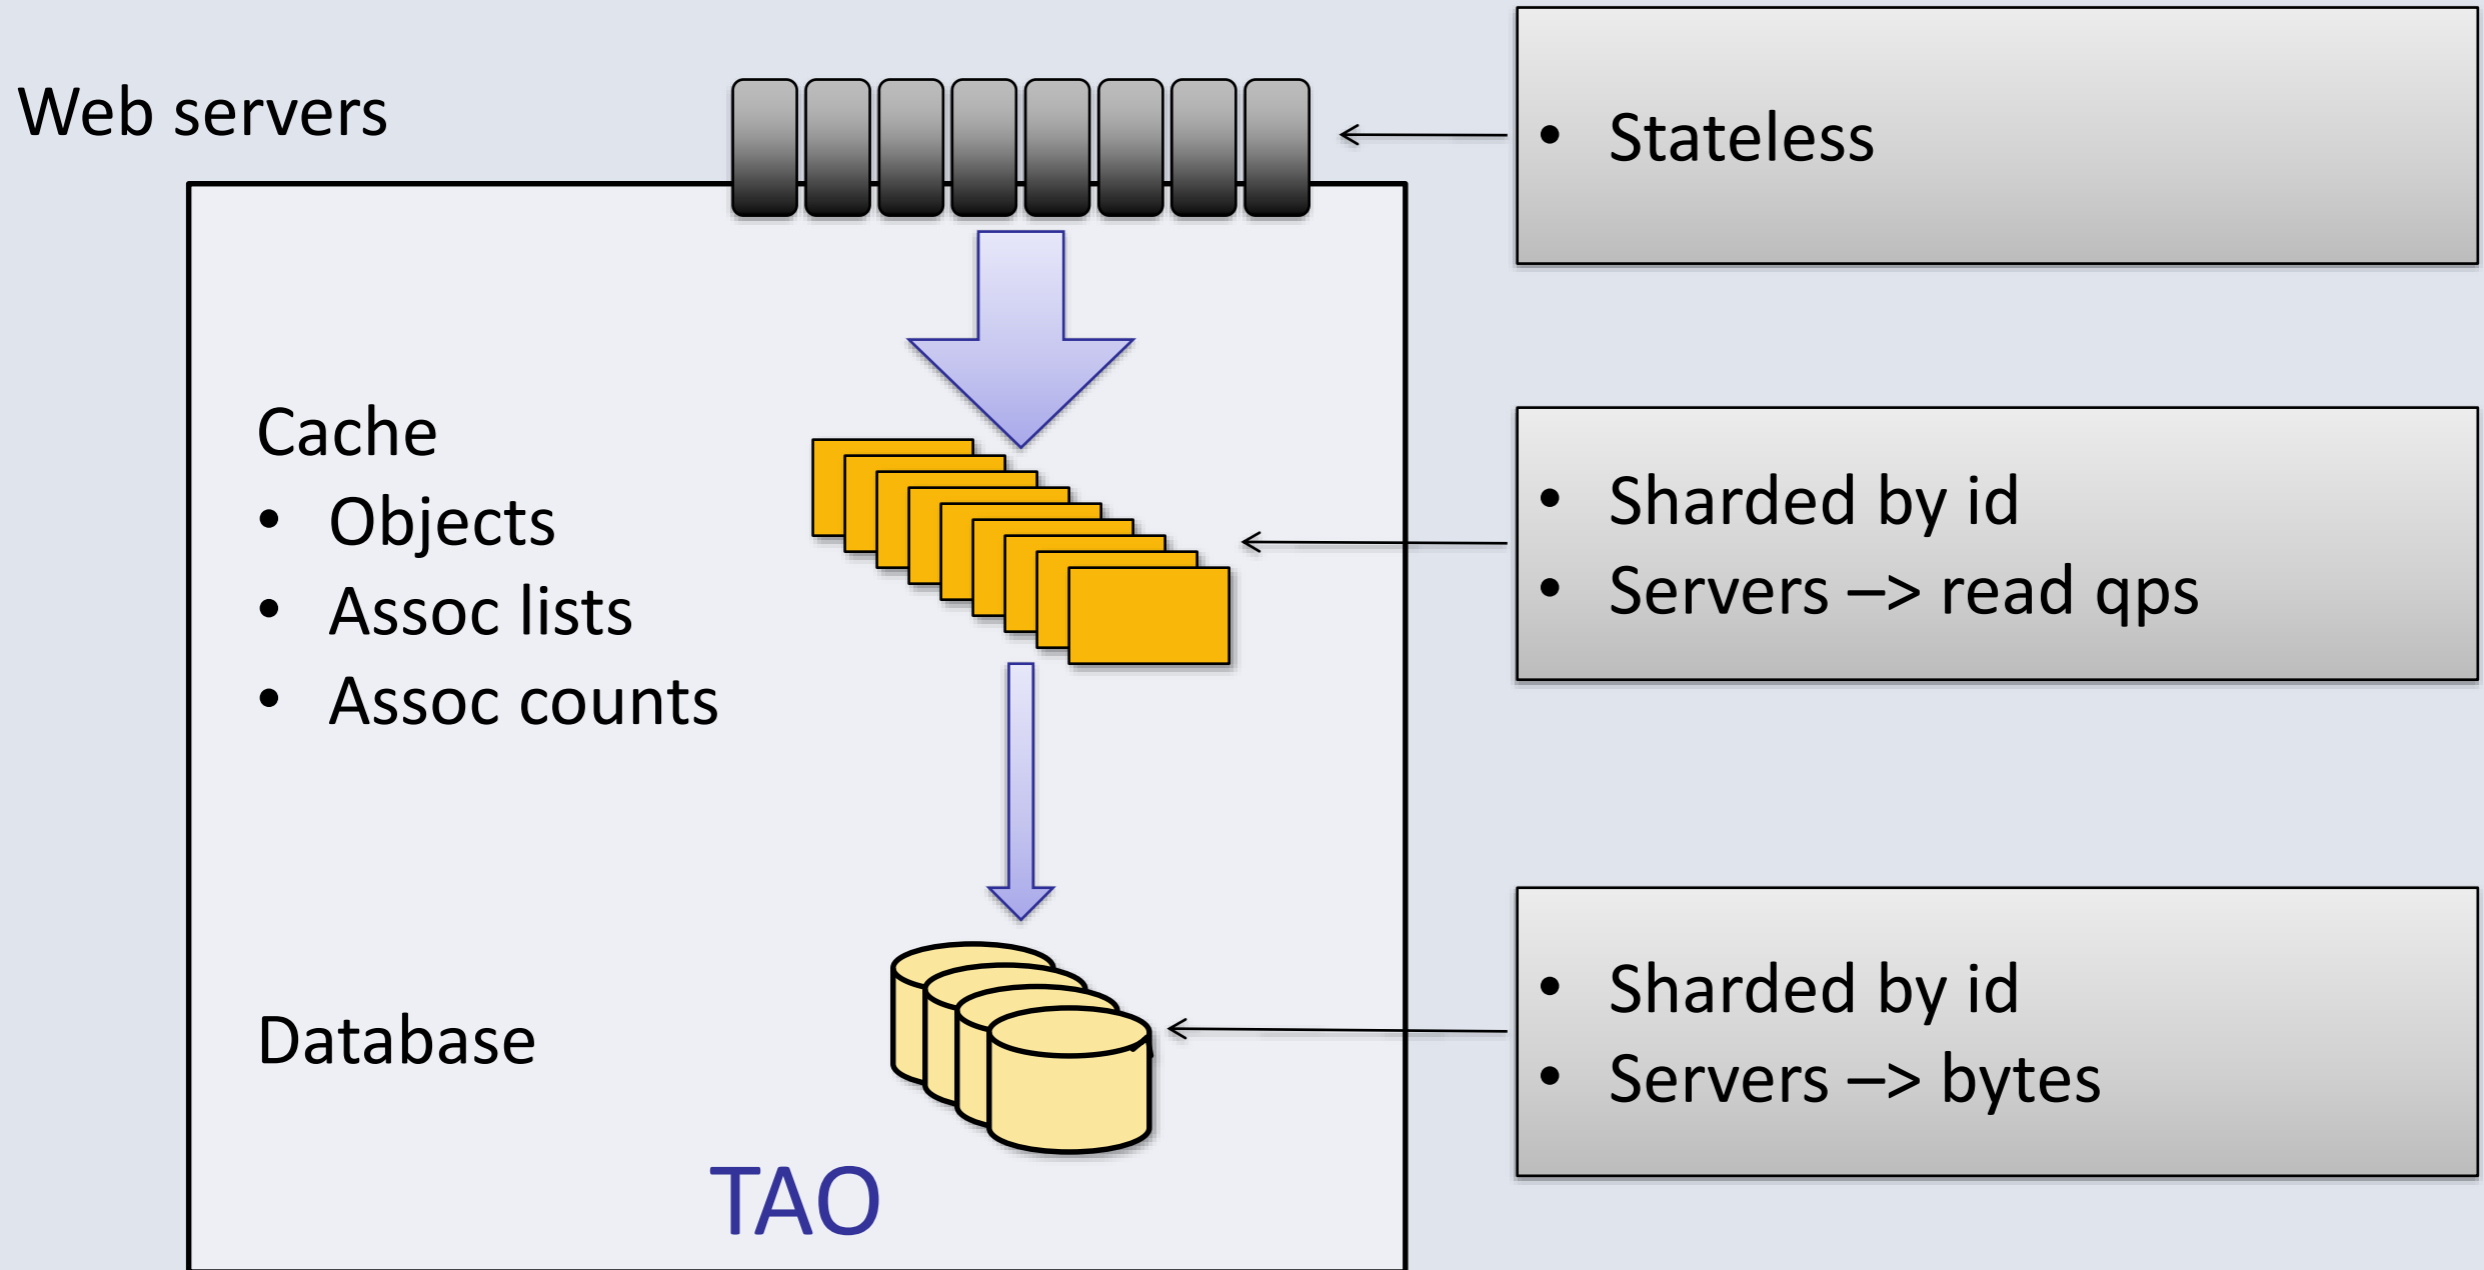 Web servers
• Stateless
Cache
• Objects
• Assoc lists
• Assoc counts
• Sharded by id
• Servers –> read qps
Database
• Sharded by id
• Servers –> bytes
TAO